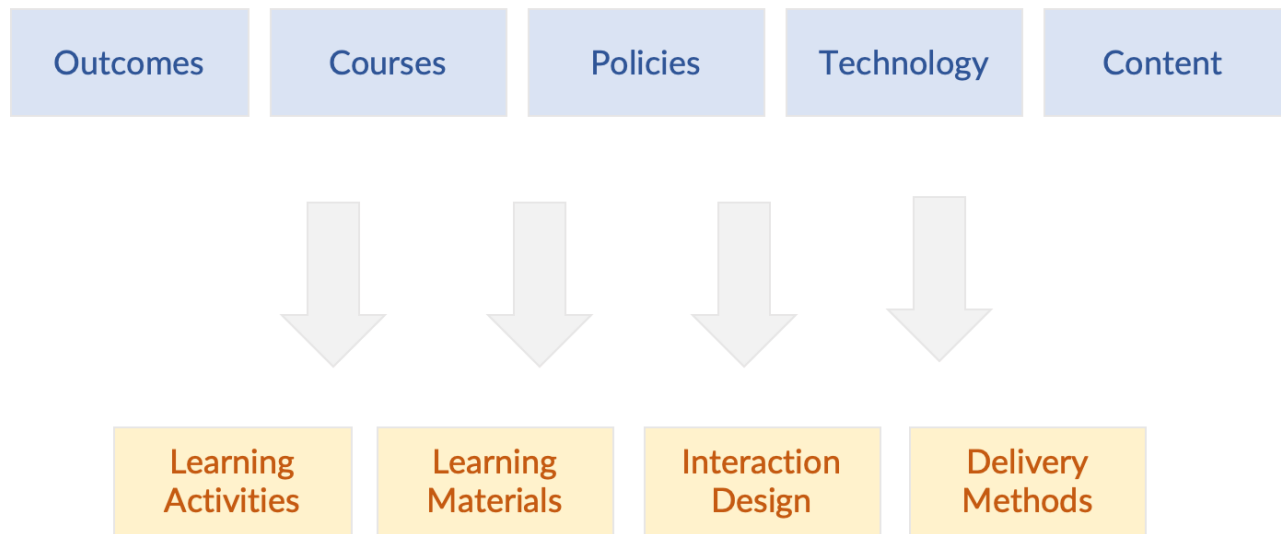 Outcomes
Courses
Policies
Technology
Content
Learning
Activities
Learning
Materials
Interaction
Design
Delivery
Methods